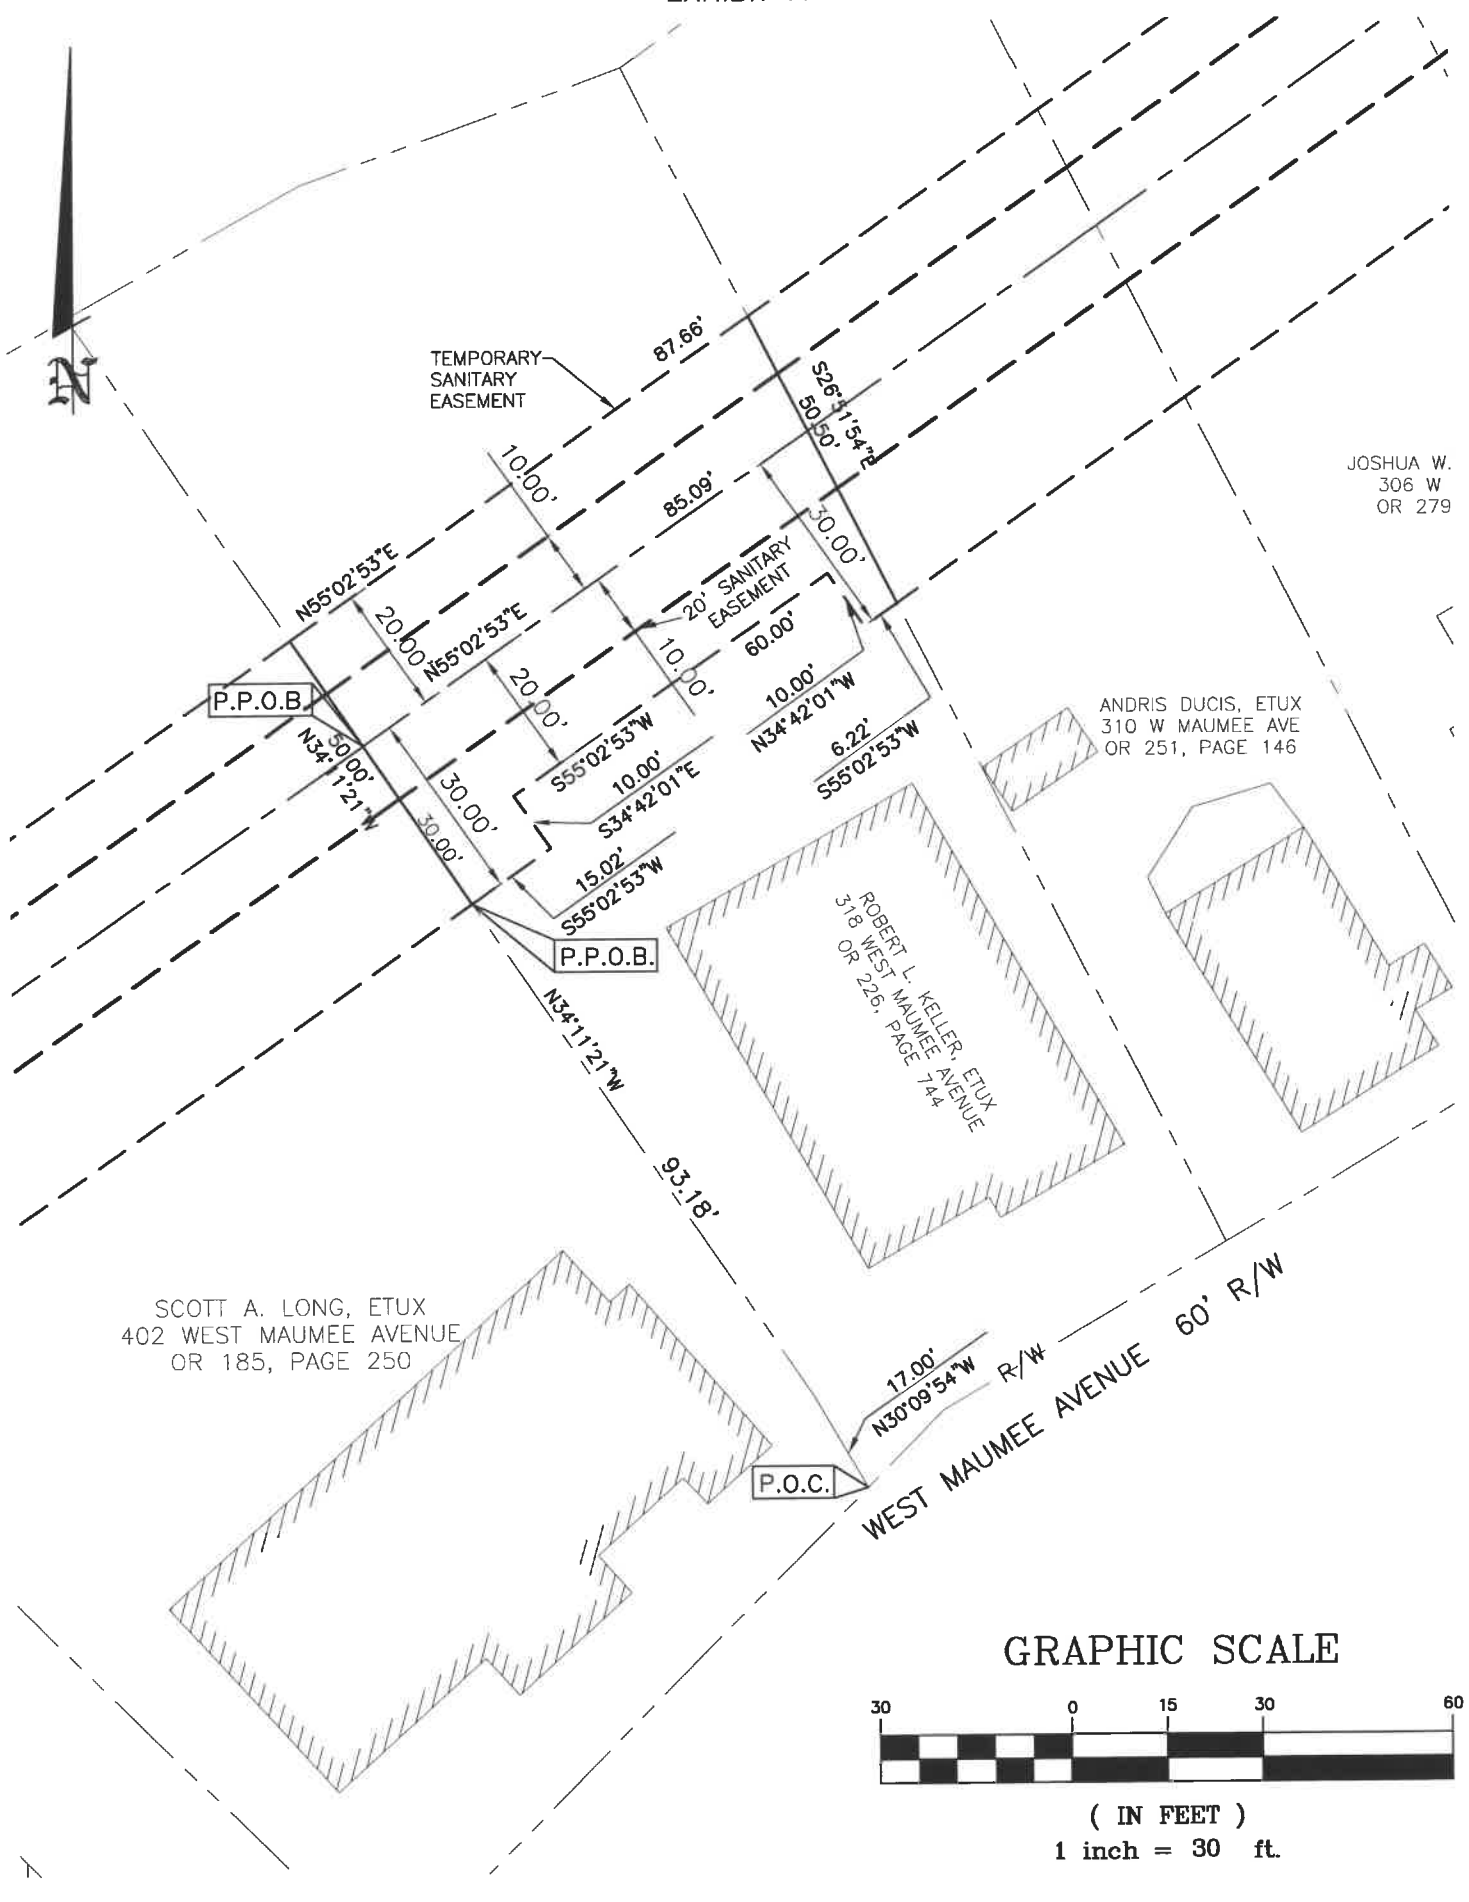 N
TEMPORARY
SANITARY
EASEMENT
87.66'
S26°51'54"E
50.50'
10.00'
85.09'
30.00'
JOSHUA W.
306 W
OR 279
N55°02'53"E
20.00'
N55°02'53"E
20' SANITARY
EASEMENT
60.00'
10.00'
20.00'
P.P.O.B.
50.00'
30.00'
30.00'
S55°02'53"W
10.00'
S34°42'01"E
10.00'
N34°42'01"W
6.22'
S55°02'53"W
ANDRIS DUCIS, ETUX
310 W MAUMEE AVE
OR 251, PAGE 146
15.02'
S55°02'53"W
P.P.O.B.
ROBERT L. KELLER, ETUX
318 WEST MAUMEE AVENUE
OR 226, PAGE 744
N34°11'21"W
93.18'
SCOTT A. LONG, ETUX
402 WEST MAUMEE AVENUE
OR 185, PAGE 250
17.00'
N30°09'54"W
R/W
P.O.C.
WEST MAUMEE AVENUE 60' R/W
GRAPHIC SCALE
30 0 15 30 60
( IN FEET )
1 inch = 30 ft.